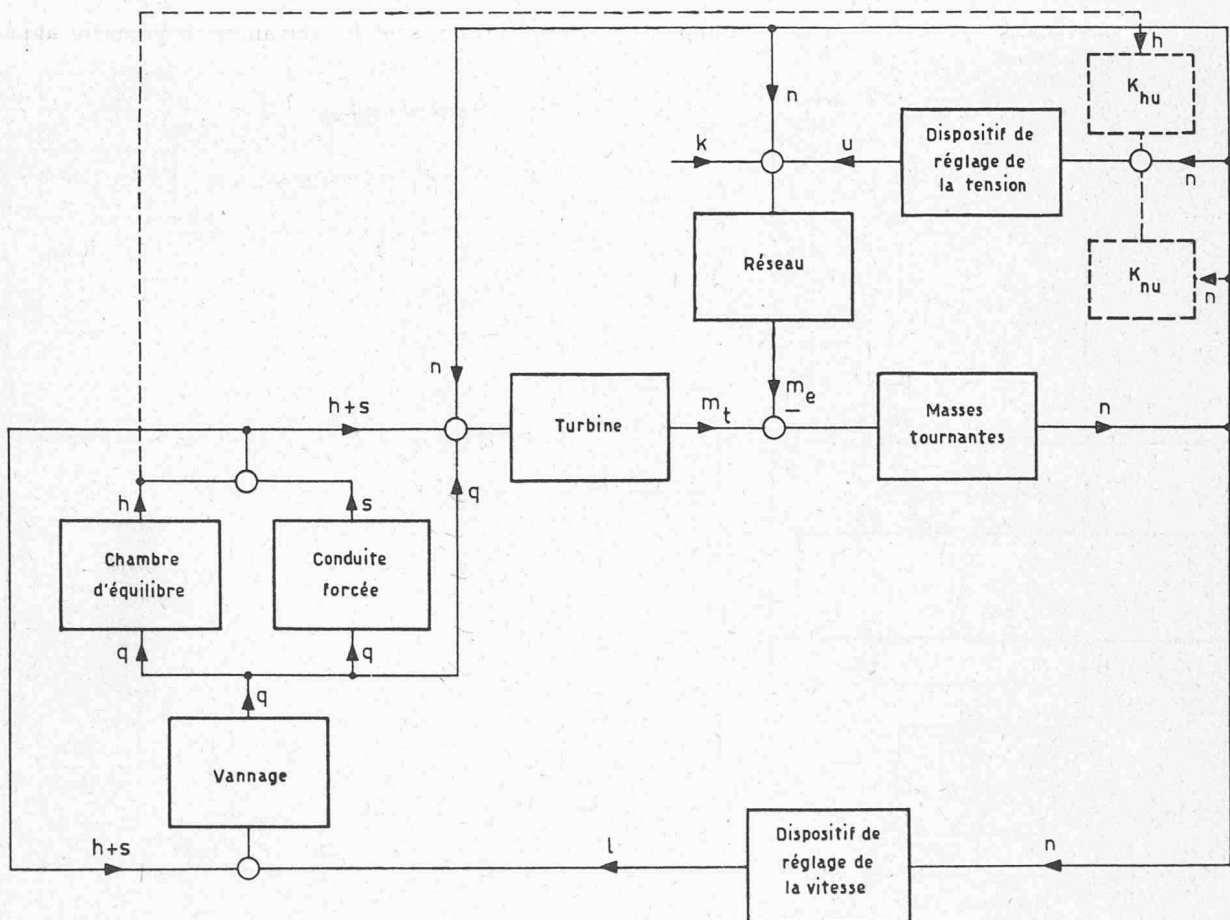 h
K hu
n
k
u
Dispositif de
réglage de
la tension
n
Réseau
K nu
n
n
m e
h+s
m t
–
Turbine
Masses
tournantes
n
q
h
s
Chambre
d'équilibre
Conduite
forcée
q
q
q
Vannage
h+s
l
Dispositif de
réglage de
la vitesse
n